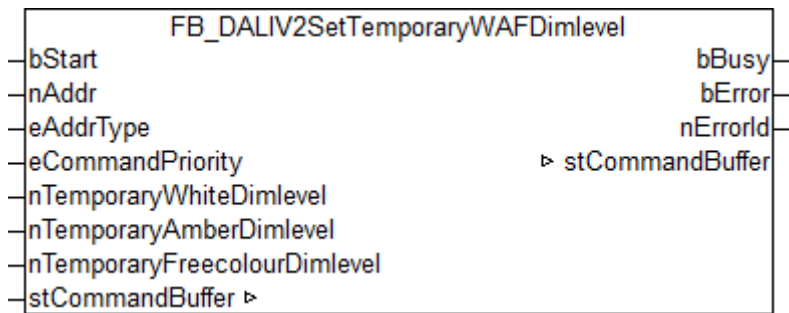 FB_DALIV2SetTemporaryWAFDimlevel
bStart bBusy
nAddr bError
eAddrType nErrorId
eCommandPriority ▹ stCommandBuffer
nTemporaryWhiteDimlevel
nTemporaryAmberDimlevel
nTemporaryFreecolourDimlevel
stCommandBuffer ▹